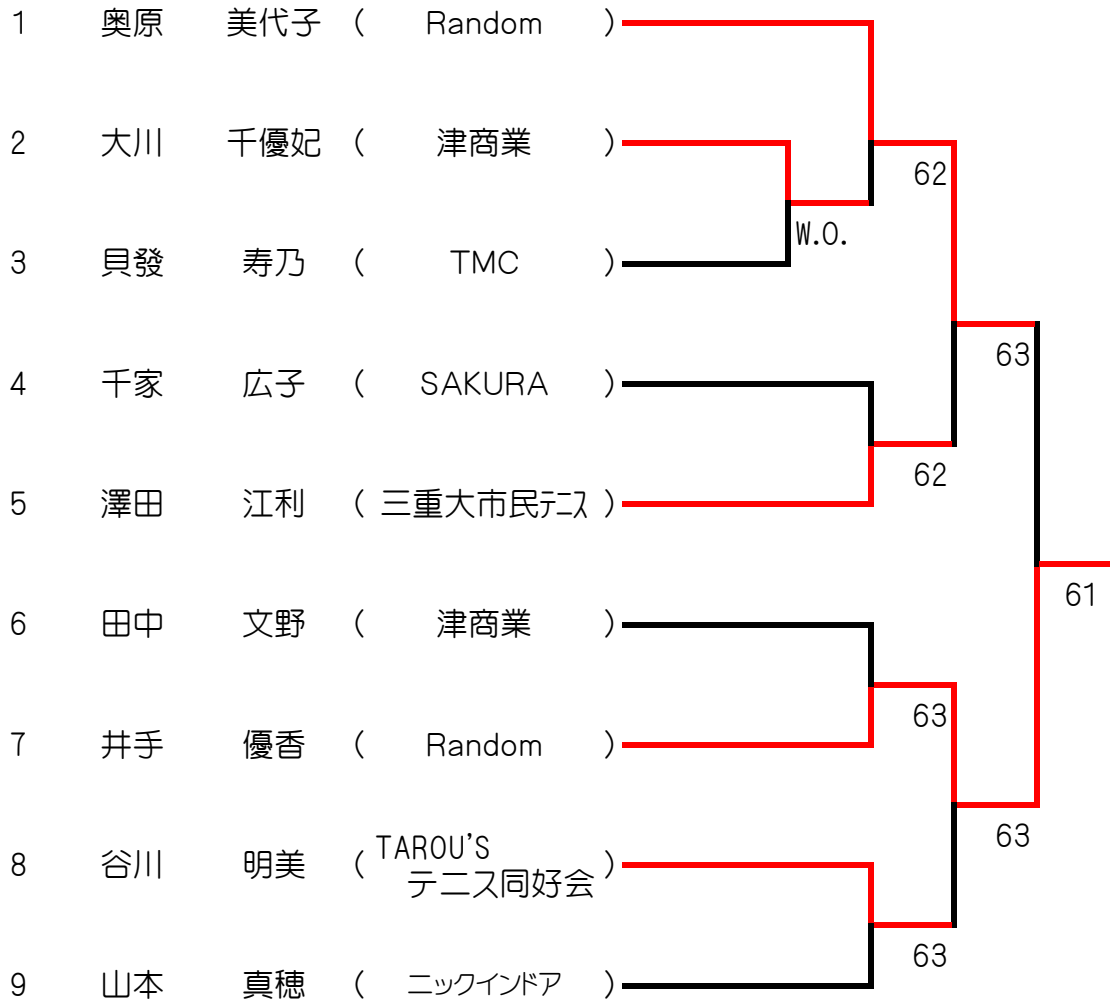 1 奥原 美代子 ( Random )
2 大川 千優妃 ( 津商業 )
62
W.O.
3 貝發 寿乃 ( TMC )
63
4 千家 広子 ( SAKURA )
62
5 澤田 江利 ( 三重大市民テニス )
61
6 田中 文野 ( 津商業 )
63
7 井手 優香 ( Random )
63
8 谷川 明美 ( TAROU'S
テニス同好会 )
63
9 山本 真穂 ( ニックインドア )